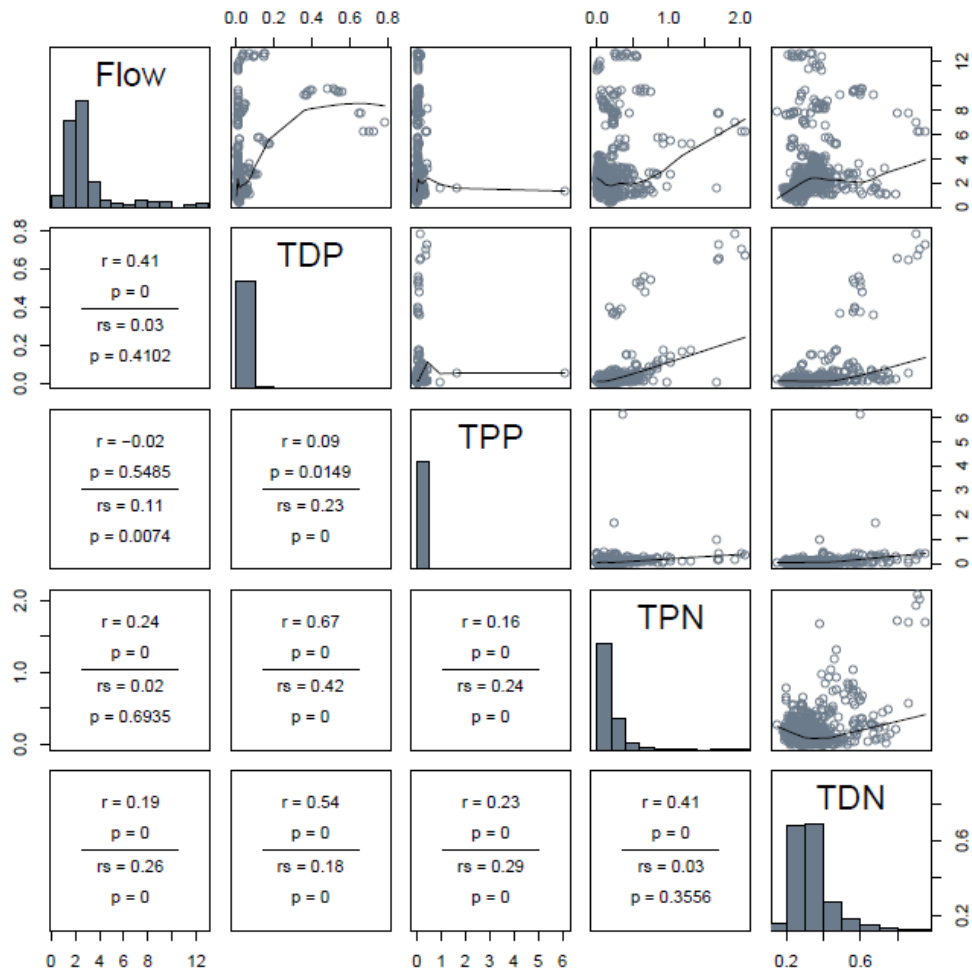 0.0 0.2 0.4 0.6 0.8 0.0 1.0 2.0
Flow
0 2 4 6 8 12
0.0 0.2 0.4 0.6 0.8
r = 0.41
p = 0
rs = 0.03
p = 0.4102
TDP
r = −0.02
p = 0.5485
rs = 0.11
p = 0.0074
r = 0.09
p = 0.0149
rs = 0.23
p = 0
TPP
0 1 2 3 4 5 6
0.0 1.0 2.0
r = 0.24
p = 0
rs = 0.02
p = 0.6935
r = 0.67
p = 0
rs = 0.42
p = 0
r = 0.16
p = 0
rs = 0.24
p = 0
TPN
r = 0.19
p = 0
rs = 0.26
p = 0
r = 0.54
p = 0
rs = 0.18
p = 0
r = 0.23
p = 0
rs = 0.29
p = 0
r = 0.41
p = 0
rs = 0.03
p = 0.3556
TDN
0.2 0.6
0 2 4 6 8 12 0 1 2 3 4 5 6 0.2 0.6